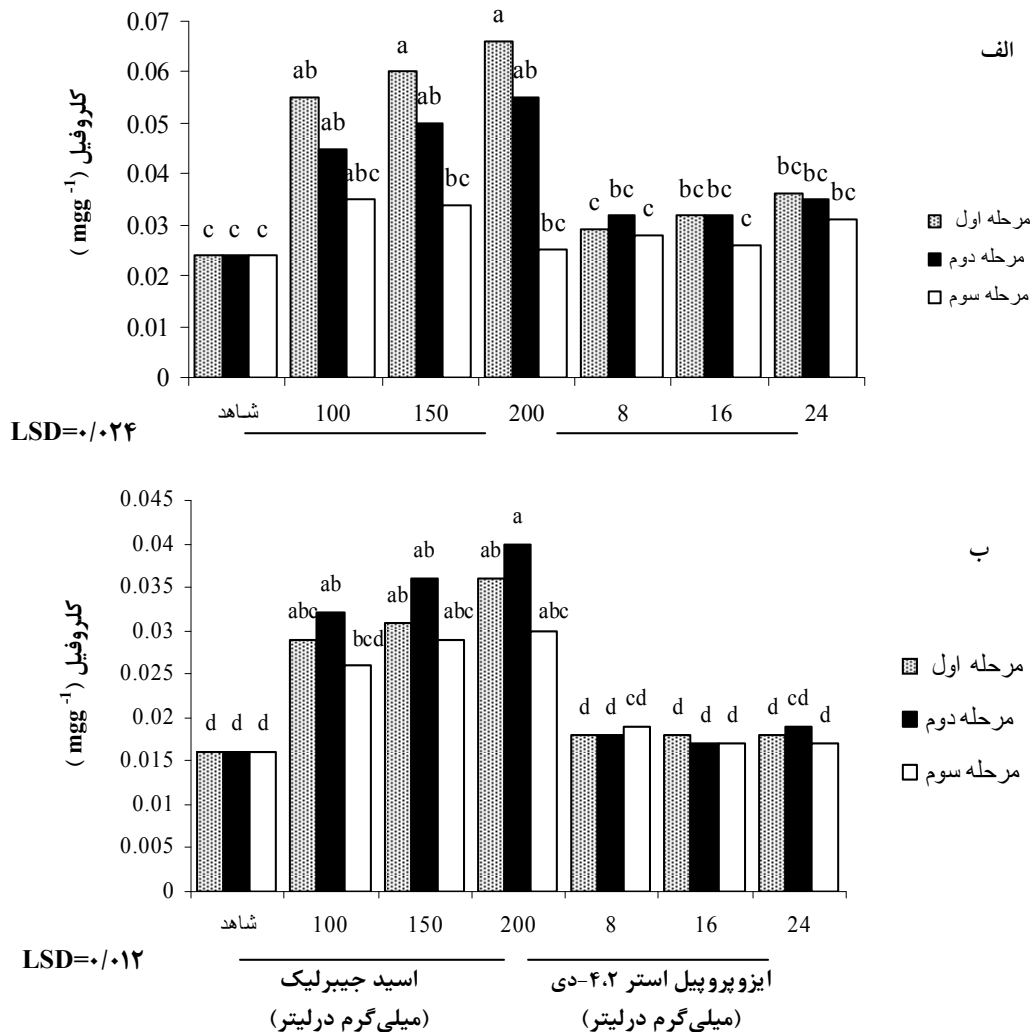 الف
کلروفیل (mgg -1)
0.07
0.06
0.05
0.04
0.03
0.02
0.01
0
c c c
ab ab abc
a ab bc
a ab bc
c bc c
bc bc c
bc bc bc
مرحله اول
مرحله دوم
مرحله سوم
شاهد 100 150 200 8 16 24
LSD=۰/۰۲۴
ب
کلروفیل (mgg -1)
0.045
0.04
0.035
0.03
0.025
0.02
0.015
0.01
0.005
0
d d d
abc ab bcd
ab ab abc
ab a abc
d d cd
d d d
d cd d
مرحله اول
مرحله دوم
مرحله سوم
شاهد 100 150 200 8 16 24
LSD=۰/۰۱۲
اسید جیبرلیک
(میلی‌گرم درلیتر)
ایزوپروپیل استر ۴،۲-دی
(میلی‌گرم درلیتر)